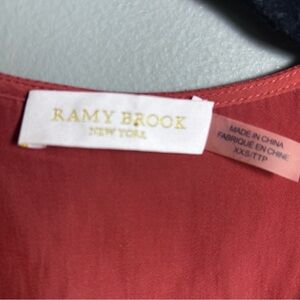 RAMY BROOK
NEW YORK
MADE IN CHINA
FABRIQUÉ EN CHINE
XXS/TTP